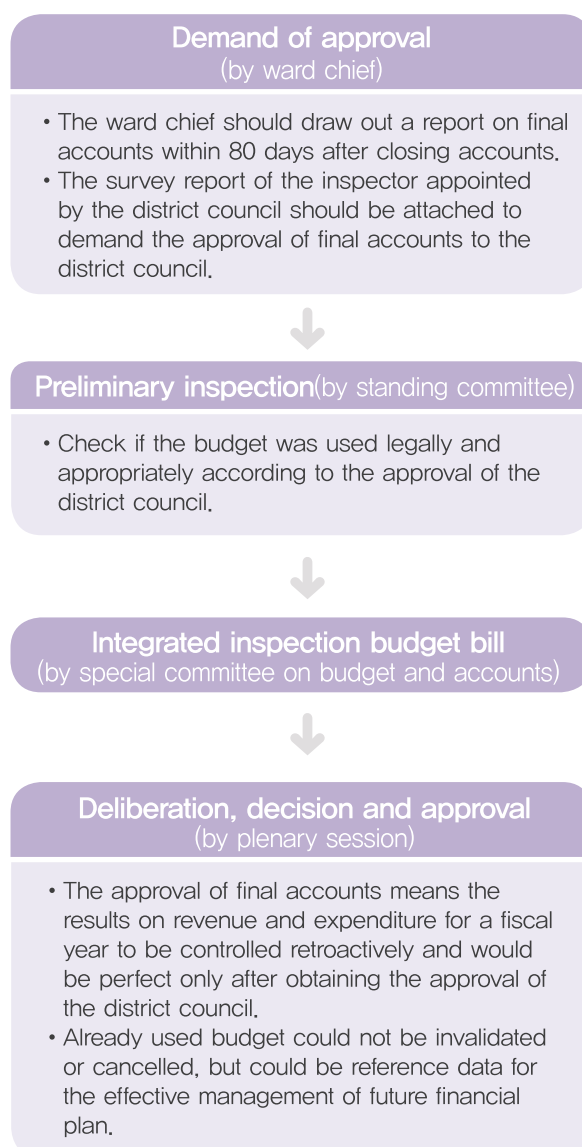 Demand of approval
(by ward chief)
• The ward chief should draw out a report on final
accounts within 80 days after closing accounts.
• The survey report of the inspector appointed
by the district council should be attached to
demand the approval of final accounts to the
district council.
Preliminary inspection(by standing committee)
• Check if the budget was used legally and
appropriately according to the approval of the
district council.
Integrated inspection budget bill
(by special committee on budget and accounts)
Deliberation, decision and approval
(by plenary session)
• The approval of final accounts means the
results on revenue and expenditure for a fiscal
year to be controlled retroactively and would
be perfect only after obtaining the approval of
the district council.
• Already used budget could not be invalidated
or cancelled, but could be reference data for
the effective management of future financial
plan.